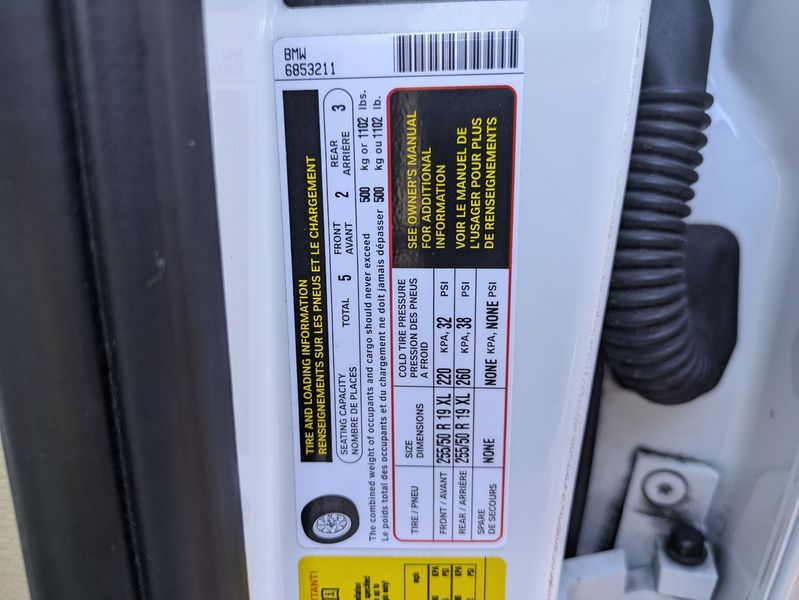 BMW
6853211
TIRE AND LOADING INFORMATION
RENSEIGNEMENTS SUR LES PNEUS ET LE CHARGEMENT
SEATING CAPACITY
NOMBRE DE PLACES
TOTAL 5
FRONT
AVANT 2
REAR
ARRIÈRE 3
The combined weight of occupants and cargo should never exceed 500 kg or 1102 lbs.
Le poids total des occupants et du chargement ne doit jamais dépasser 500 kg ou 1102 lb.
TIRE / PNEU
SIZE
DIMENSIONS
COLD TIRE PRESSURE
PRESSION DES PNEUS
A FROID
FRONT / AVANT 255/50 R 19 XL 220 KPA, 32 PSI
REAR / ARRIÈRE 255/50 R 19 XL 260 KPA, 38 PSI
SPARE
DE SECOURS NONE NONE KPA, NONE PSI
SEE OWNER'S MANUAL
FOR ADDITIONAL
INFORMATION
VOIR LE MANUEL DE
L'USAGER POUR PLUS
DE RENSEIGNEMENTS
mph
KPA
PSI
KPA
PSI